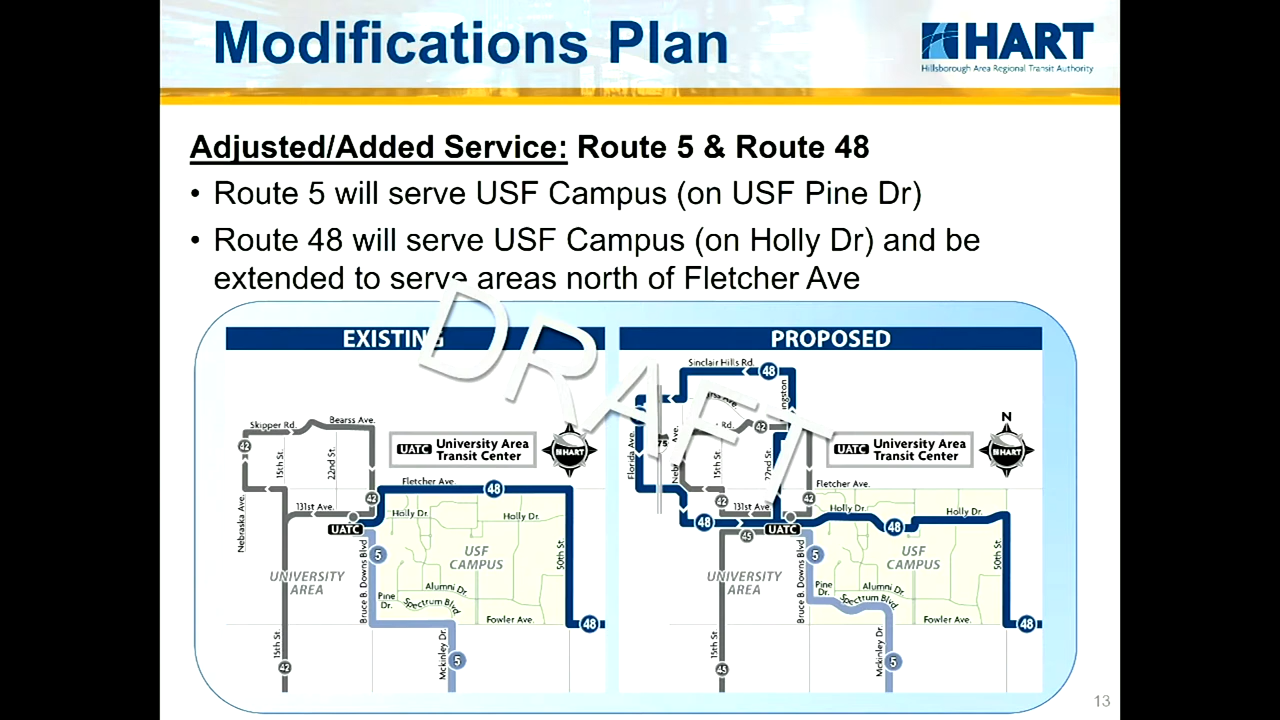 Modifications Plan
HART
Hillsborough Area Regional Transit Authority
Adjusted/Added Service: Route 5 & Route 48
• Route 5 will serve USF Campus (on USF Pine Dr)
• Route 48 will serve USF Campus (on Holly Dr) and be
extended to serve areas north of Fletcher Ave
DRAFT
EXISTING
Skipper Rd.
Bearss Ave.
42
15th St.
22nd St.
UATC University Area
Transit Center
HART
Fletcher Ave.
48
42
Nebraska Ave.
131st Ave.
Holly Dr.
Holly Dr.
UATC
5
USF
CAMPUS
50th St.
Bruce B. Downs Blvd
UNIVERSITY
AREA
Alumni Dr.
Pine
Dr.
Spectrum Blvd
Fowler Ave.
48
15th St.
Mckinley Dr.
42
5
PROPOSED
Sinclair Hills Rd.
48
N
42
Rd.
UATC University Area
Transit Center
HART
Florida Ave.
75
Ave.
15th St.
22nd St.
Fletcher Ave.
42
42
131st Ave.
Holly Dr.
Holly Dr.
48
UATC
48
45
5
USF
CAMPUS
50th St.
Bruce B. Downs Blvd
UNIVERSITY
AREA
Pine
Dr.
Alumni Dr.
Spectrum Blvd
Fowler Ave.
48
15th St.
Mckinley Dr.
45
5
13